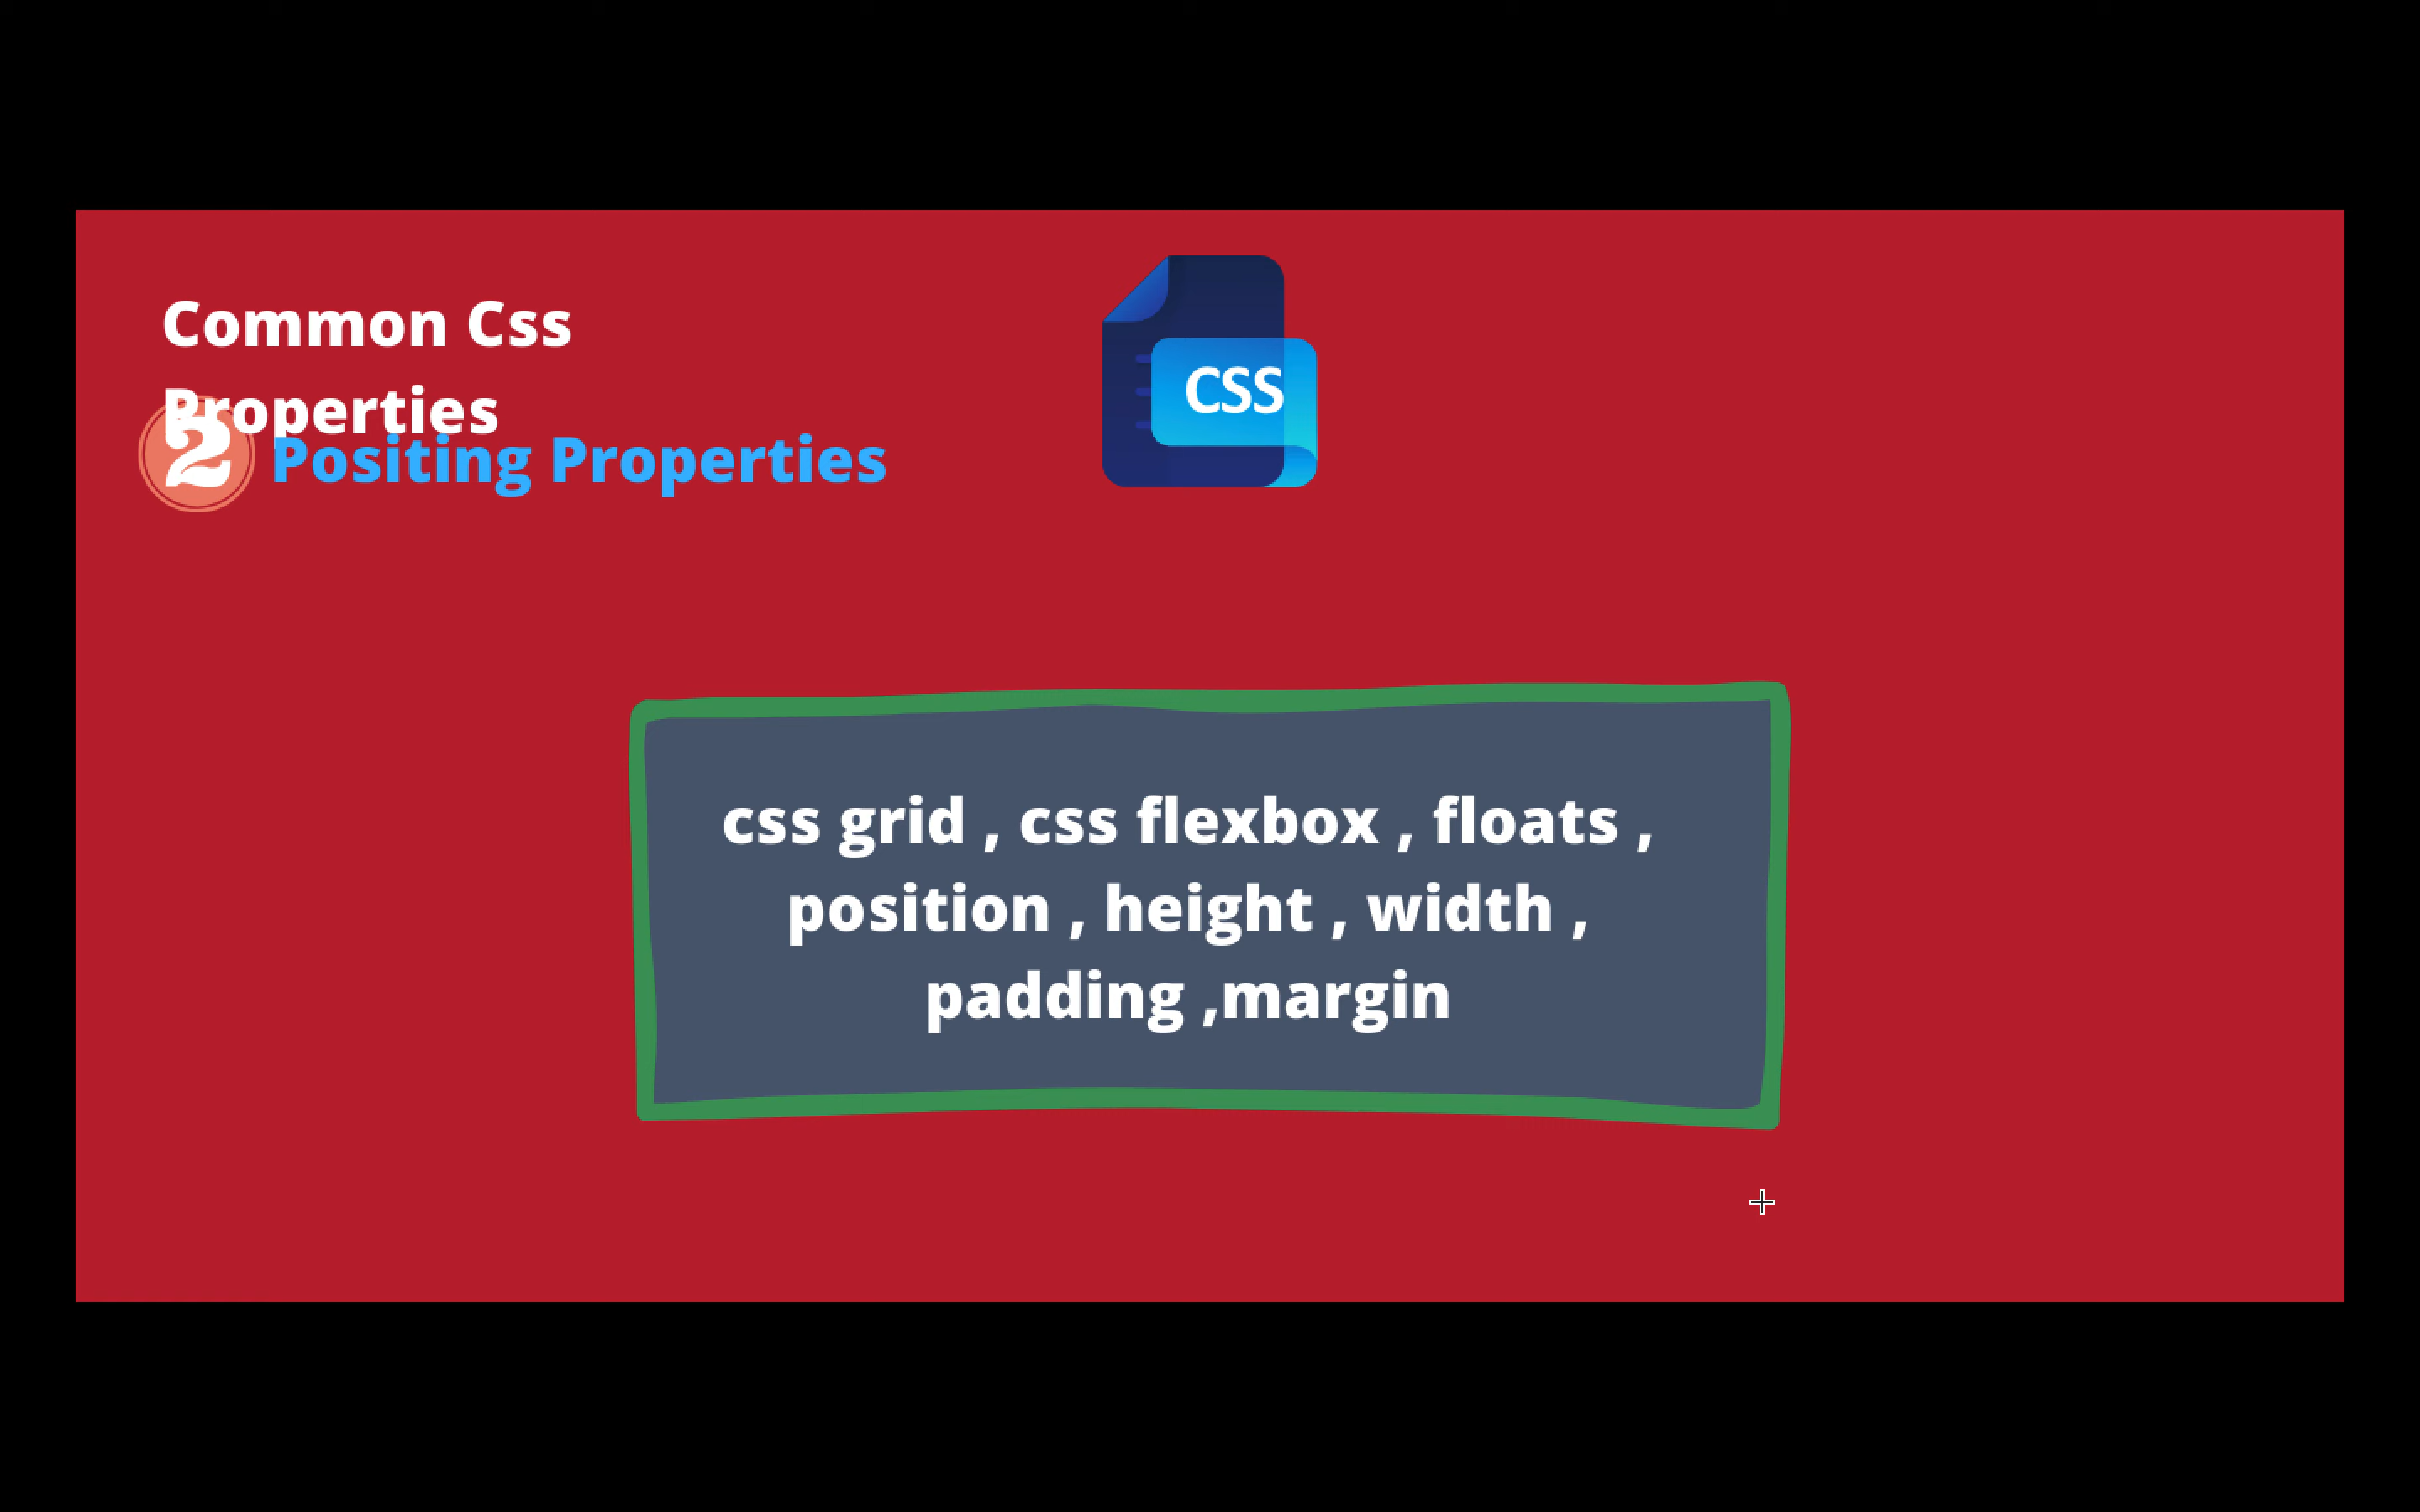 Common Css
Properties
2
Positing Properties
CSS
css grid , css flexbox , floats ,
position , height , width ,
padding ,margin